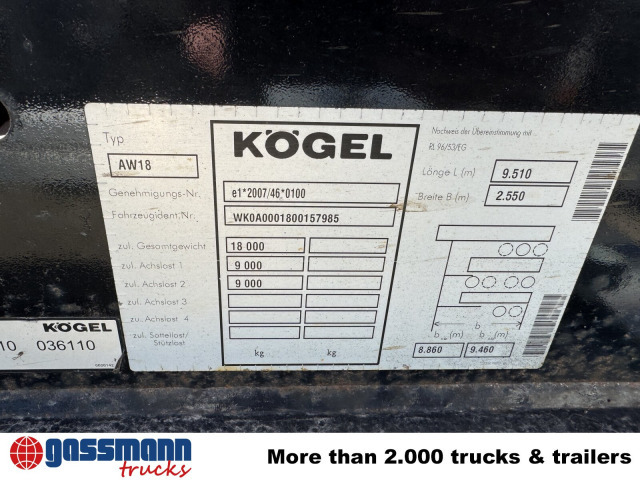 KÖGEL
Typ
AW18
Genehmigungs-Nr.
e1*2007/46*0100
Fahrzeugident.-Nr.
WK0A0001800157985
zul. Gesamtgewicht
18 000
zul. Achslast 1
9 000
zul. Achslast 2
9 000
zul. Achslast 3
zul. Achslast 4
zul. Sattellast/
Stützlast
kg kg
Nachweis der Übereinstimmung mit
RL 96/53/EG
Länge L (m) 9.510
Breite B (m) 2.550
b b
(m) (m)
8.860 9.460
KÖGEL
10 036110
gassmann
trucks
More than 2.000 trucks & trailers